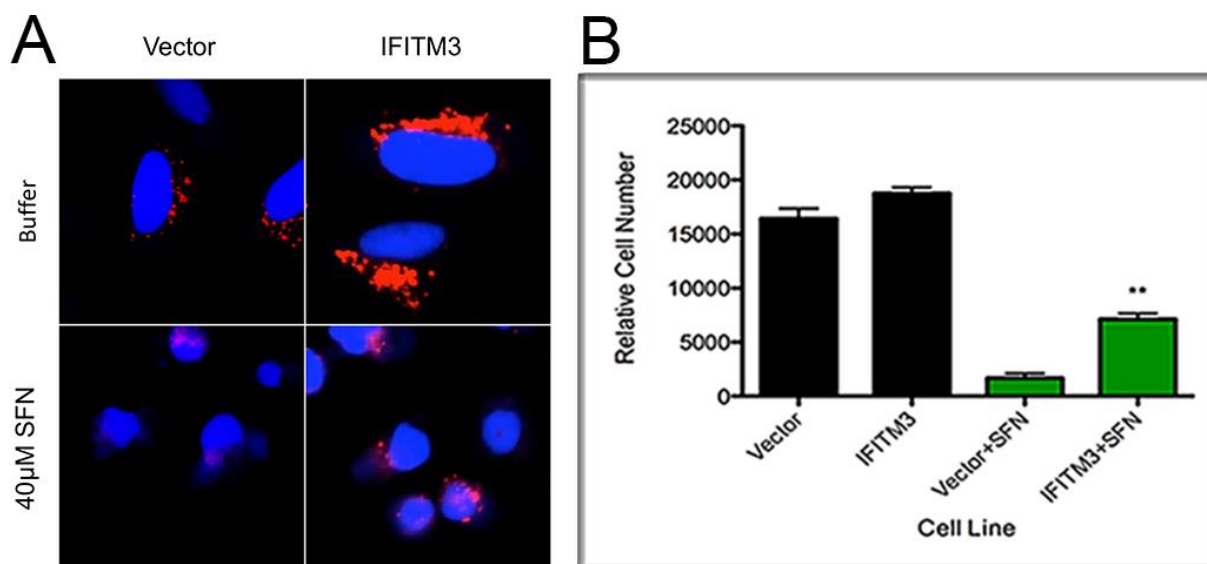 A
Vector
IFITM3
Buffer
40µM SFN
B
Relative Cell Number
25000
20000
15000
10000
5000
0
**
Vector
IFITM3
Vector+SFN
IFITM3+SFN
Cell Line